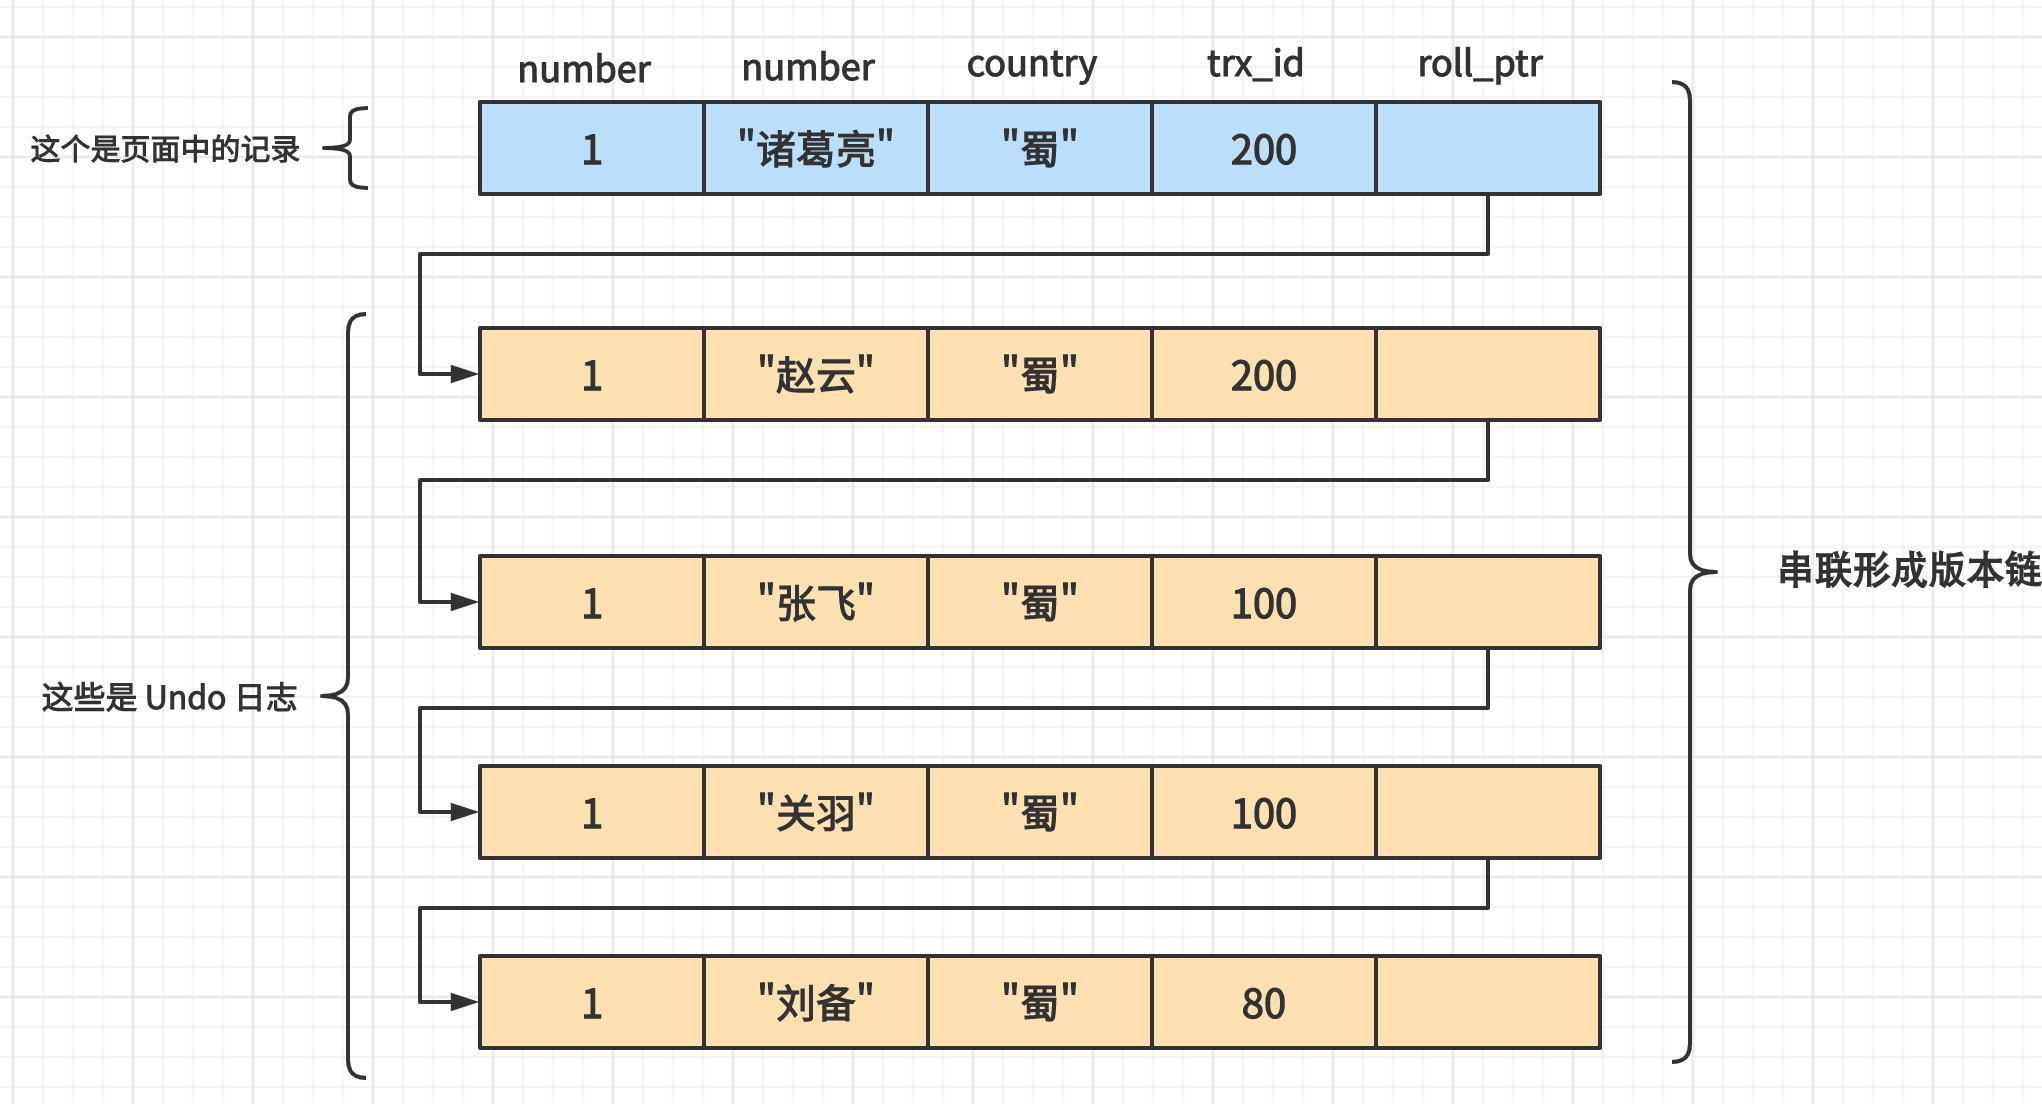 number number country trx_id roll_ptr
这个是页面中的记录
1 "诸葛亮" "蜀" 200
1 "赵云" "蜀" 200
1 "张飞" "蜀" 100
串联形成版本链
这些是 Undo 日志
1 "关羽" "蜀" 100
1 "刘备" "蜀" 80